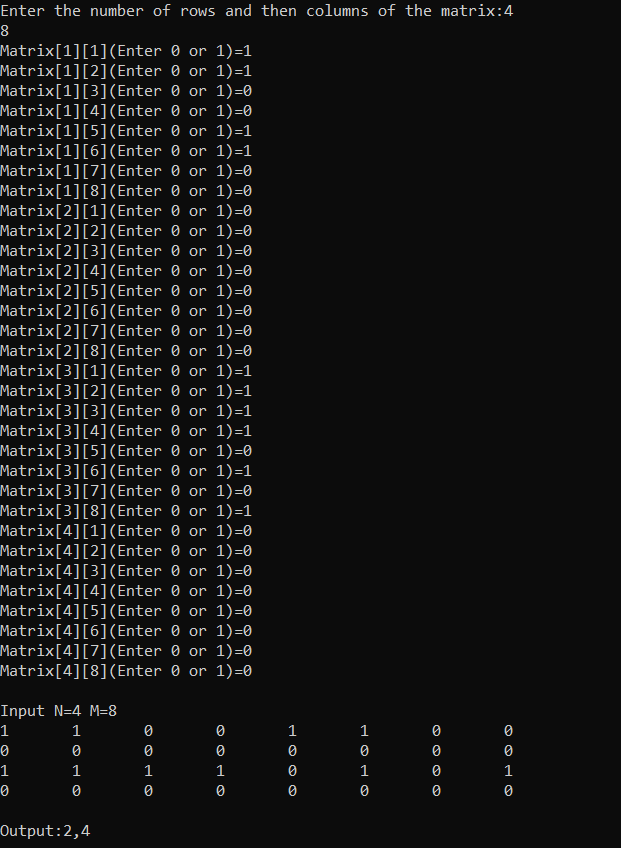 Enter the number of rows and then columns of the matrix:4
8
Matrix[1][1](Enter 0 or 1)=1
Matrix[1][2](Enter 0 or 1)=1
Matrix[1][3](Enter 0 or 1)=0
Matrix[1][4](Enter 0 or 1)=0
Matrix[1][5](Enter 0 or 1)=1
Matrix[1][6](Enter 0 or 1)=1
Matrix[1][7](Enter 0 or 1)=0
Matrix[1][8](Enter 0 or 1)=0
Matrix[2][1](Enter 0 or 1)=0
Matrix[2][2](Enter 0 or 1)=0
Matrix[2][3](Enter 0 or 1)=0
Matrix[2][4](Enter 0 or 1)=0
Matrix[2][5](Enter 0 or 1)=0
Matrix[2][6](Enter 0 or 1)=0
Matrix[2][7](Enter 0 or 1)=0
Matrix[2][8](Enter 0 or 1)=0
Matrix[3][1](Enter 0 or 1)=1
Matrix[3][2](Enter 0 or 1)=1
Matrix[3][3](Enter 0 or 1)=1
Matrix[3][4](Enter 0 or 1)=1
Matrix[3][5](Enter 0 or 1)=0
Matrix[3][6](Enter 0 or 1)=1
Matrix[3][7](Enter 0 or 1)=0
Matrix[3][8](Enter 0 or 1)=1
Matrix[4][1](Enter 0 or 1)=0
Matrix[4][2](Enter 0 or 1)=0
Matrix[4][3](Enter 0 or 1)=0
Matrix[4][4](Enter 0 or 1)=0
Matrix[4][5](Enter 0 or 1)=0
Matrix[4][6](Enter 0 or 1)=0
Matrix[4][7](Enter 0 or 1)=0
Matrix[4][8](Enter 0 or 1)=0

Input N=4 M=8
1 1 0 0 1 1 0 0
0 0 0 0 0 0 0 0
1 1 1 1 0 1 0 1
0 0 0 0 0 0 0 0

Output:2,4